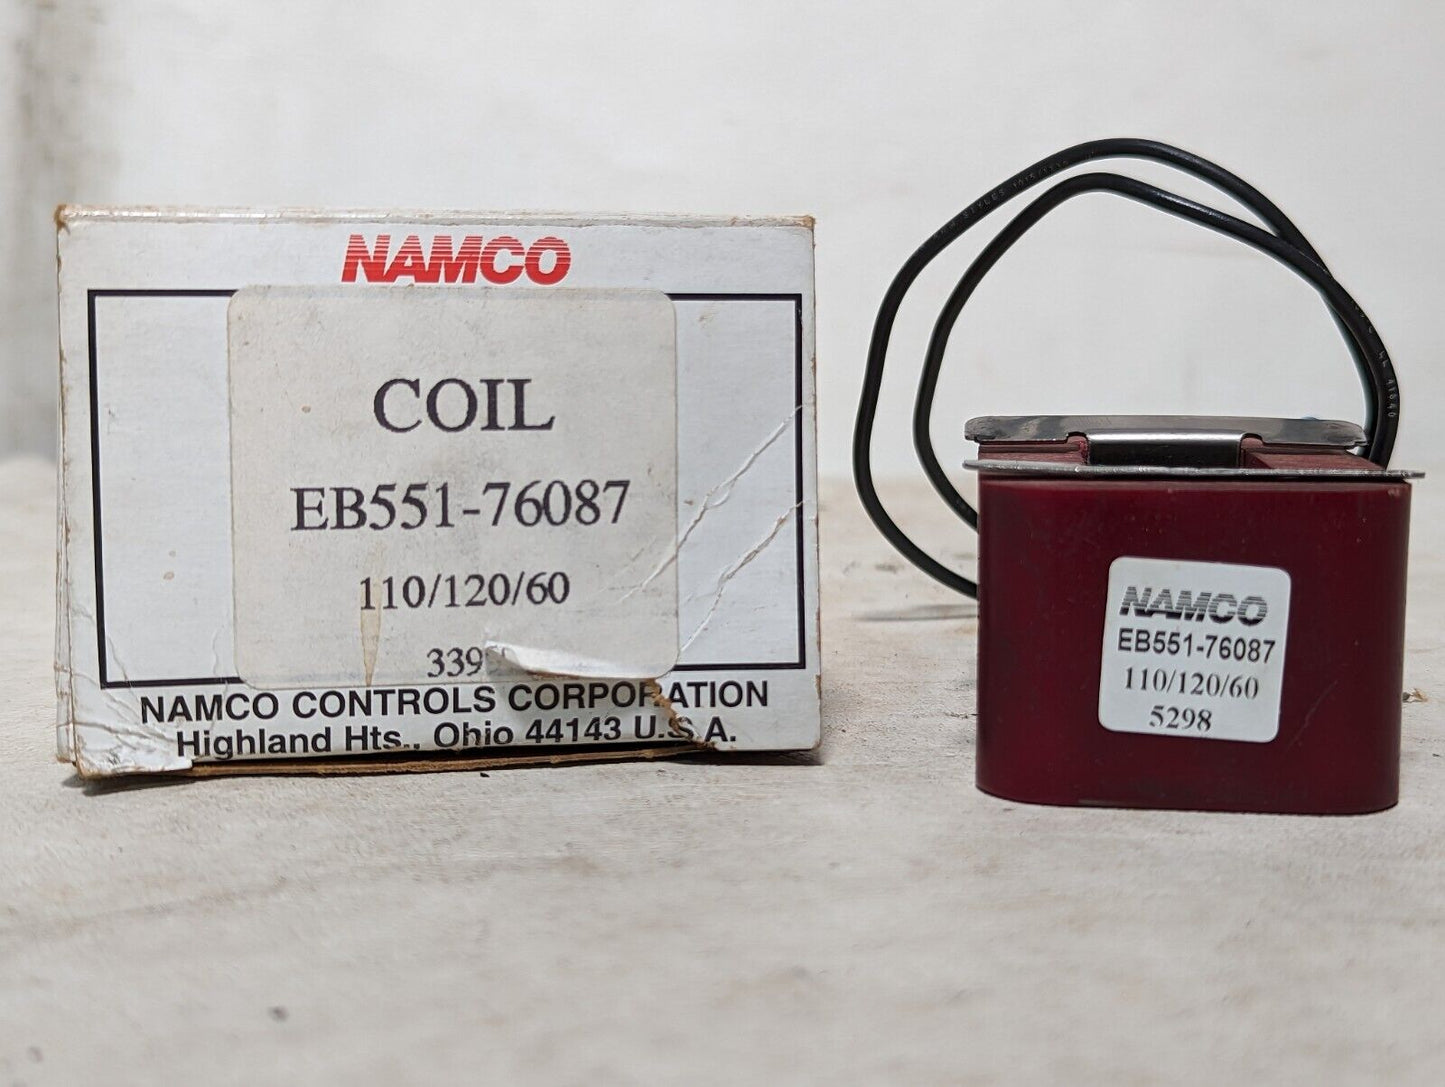 NAMCO
COIL
EB551-76087
110/120/60
339
NAMCO CONTROLS CORPORATION
Highland Hts., Ohio 44143 U.S.A.
NAMCO
EB551-76087
110/120/60
5298